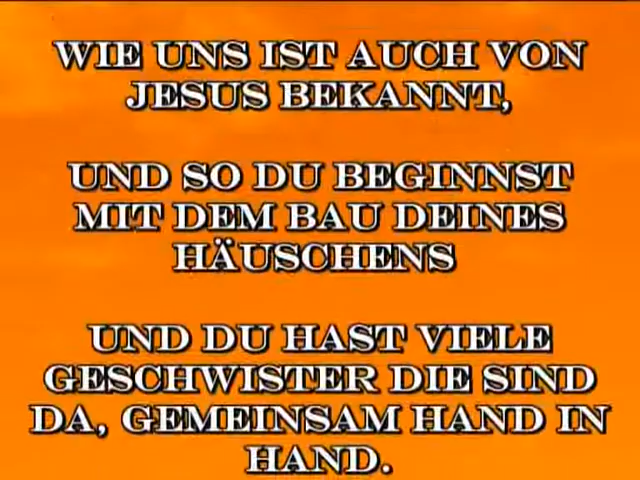 WIE UNS IST AUCH VON
JESUS BEKANNT,
UND SO DU BEGINNST
MIT DEM BAU DEINES
HÄUSCHENS
UND DU HAST VIELE
GESCHWISTER DIE SIND
DA, GEMEINSAM HAND IN
HAND.